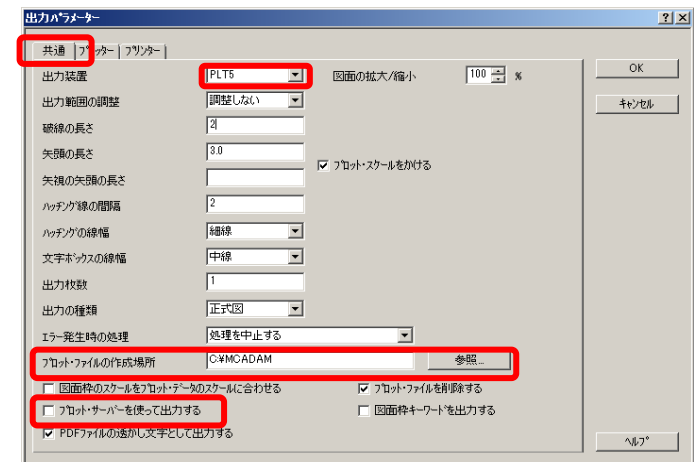 出力ﾊﾟﾗﾒｰﾀｰ
共通 ﾌﾟﾛｯﾀｰ ﾌﾟﾘﾝﾀｰ
出力装置 PLT5 図面の拡大/縮小 100 % OK
出力範囲の調整 調整しない ｷｬﾝｾﾙ
破線の長さ 2
矢頭の長さ 3.0
ﾌﾟﾛｯﾄ･ｽｹｰﾙをかける
矢視の矢頭の長さ
ﾊｯﾁﾝｸﾞ線の間隔 2
ﾊｯﾁﾝｸﾞの線幅 細線
文字ﾎﾞｯｸｽの線幅 中線
出力枚数 1
出力の種類 正式図
ｴﾗｰ発生時の処理 処理を中止する
ﾌﾟﾛｯﾄ･ﾌｧｲﾙの作成場所 C:¥MCADAM 参照...
図面枠のｽｹｰﾙをﾌﾟﾛｯﾄ･ﾃﾞｰﾀのｽｹｰﾙに合わせる ﾌﾟﾛｯﾄ･ﾌｧｲﾙを削除する
ﾌﾟﾛｯﾄ･ｻｰﾊﾞｰを使って出力する 図面枠ｷｰﾜｰﾄﾞを出力する
PDFﾌｧｲﾙの透かし文字として出力する
ﾍﾙﾌﾟ